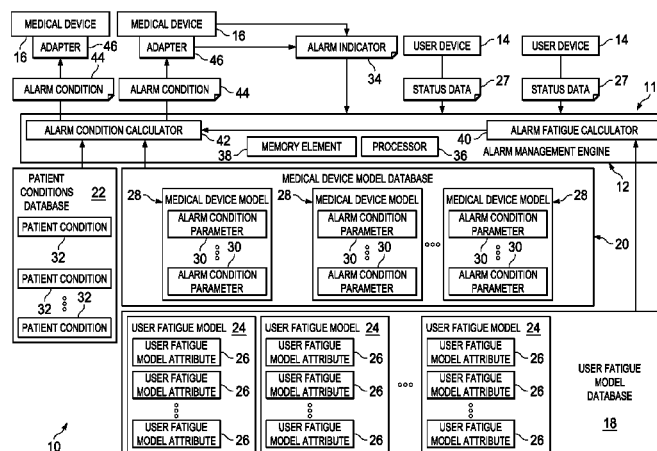 MEDICAL DEVICE
MEDICAL DEVICE
16
ADAPTER
46
44
ADAPTER
16
46
ALARM INDICATOR
34
USER DEVICE
14
USER DEVICE
14
ALARM CONDITION
ALARM CONDITION
44
STATUS DATA
27
STATUS DATA
27
11
ALARM CONDITION CALCULATOR
42
MEMORY ELEMENT
38
PROCESSOR
36
40
ALARM FATIGUE CALCULATOR
ALARM MANAGEMENT ENGINE
12
PATIENT
CONDITIONS
DATABASE
22
PATIENT CONDITION
32
PATIENT CONDITION
32
32
PATIENT CONDITION
MEDICAL DEVICE MODEL DATABASE
28
MEDICAL DEVICE MODEL
ALARM CONDITION
PARAMETER
30
30
ALARM CONDITION
PARAMETER
28
MEDICAL DEVICE MODEL
ALARM CONDITION
PARAMETER
30
30
ALARM CONDITION
PARAMETER
MEDICAL DEVICE MODEL
28
ALARM CONDITION
PARAMETER
30
30
ALARM CONDITION
PARAMETER
20
USER FATIGUE MODEL 24
USER FATIGUE
MODEL ATTRIBUTE
26
USER FATIGUE
MODEL ATTRIBUTE
26
USER FATIGUE
MODEL ATTRIBUTE
26
USER FATIGUE MODEL 24
USER FATIGUE
MODEL ATTRIBUTE
26
USER FATIGUE
MODEL ATTRIBUTE
26
USER FATIGUE
MODEL ATTRIBUTE
26
USER FATIGUE MODEL 24
USER FATIGUE
MODEL ATTRIBUTE
26
USER FATIGUE
MODEL ATTRIBUTE
26
USER FATIGUE
MODEL ATTRIBUTE
26
USER FATIGUE
MODEL
DATABASE
18
10